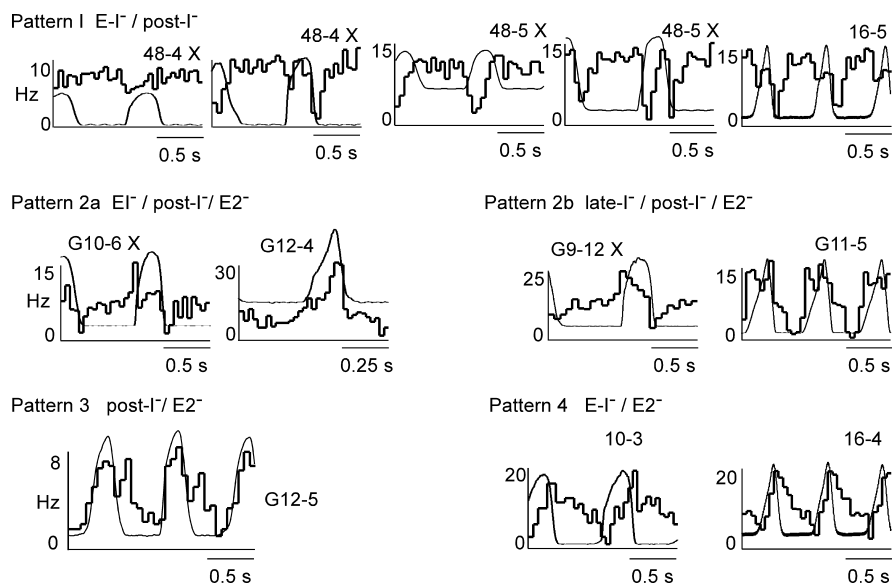 Pattern I E-I⁻ / post-I⁻
48-4 X 48-4 X 48-5 X 48-5 X 16-5
10 15 15 15
Hz
0 0 0 0 0
0.5 s 0.5 s 0.5 s 0.5 s 0.5 s
Pattern 2a EI⁻ / post-I⁻/ E2⁻ Pattern 2b late-I⁻ / post-I⁻ / E2⁻
G10-6 X G12-4 G9-12 X G11-5
15 30 25 15
Hz
0 0 0 0
0.5 s 0.25 s 0.5 s 0.5 s
Pattern 3 post-I⁻/ E2⁻ Pattern 4 E-I⁻ / E2⁻
10-3 16-4
8 20 20
Hz G12-5
0 0 0
0.5 s 0.5 s 0.5 s